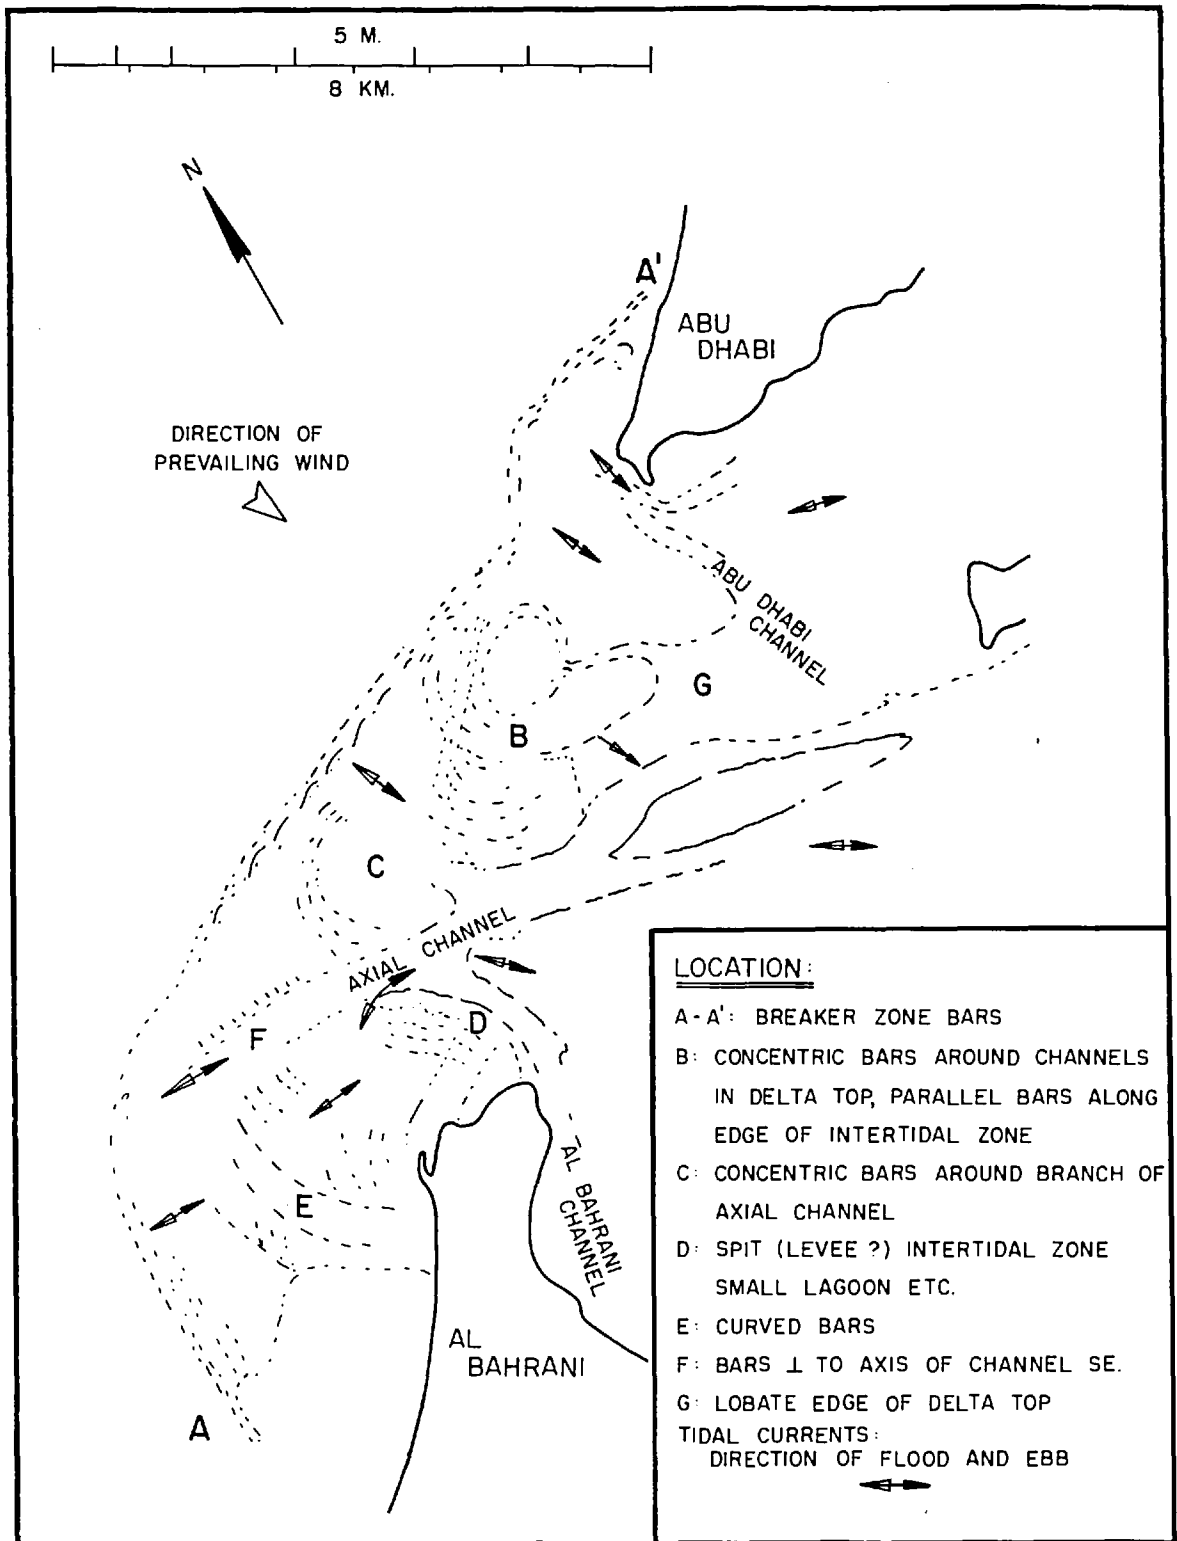 5 M.
8 KM.
N
A'
ABU
DHABI
DIRECTION OF
PREVAILING WIND
ABU DHABI
CHANNEL
G
B
C
AXIAL CHANNEL
D
F
E
AL BAHRANI
CHANNEL
AL
BAHRANI
A
LOCATION:
A-A': BREAKER ZONE BARS
B: CONCENTRIC BARS AROUND CHANNELS
IN DELTA TOP, PARALLEL BARS ALONG
EDGE OF INTERTIDAL ZONE
C: CONCENTRIC BARS AROUND BRANCH OF
AXIAL CHANNEL
D: SPIT (LEVEE ?) INTERTIDAL ZONE
SMALL LAGOON ETC.
E: CURVED BARS
F: BARS ⊥ TO AXIS OF CHANNEL SE.
G: LOBATE EDGE OF DELTA TOP
TIDAL CURRENTS:
DIRECTION OF FLOOD AND EBB